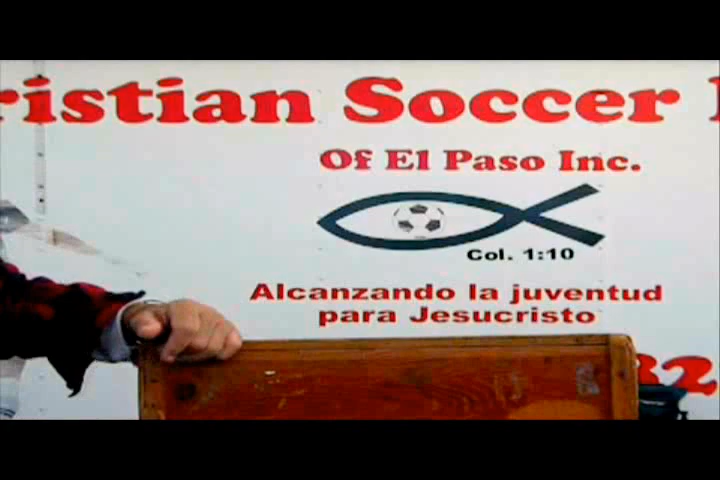 ristian Soccer
Of El Paso Inc.
Col. 1:10
Alcanzando la juventud
para Jesucristo
32